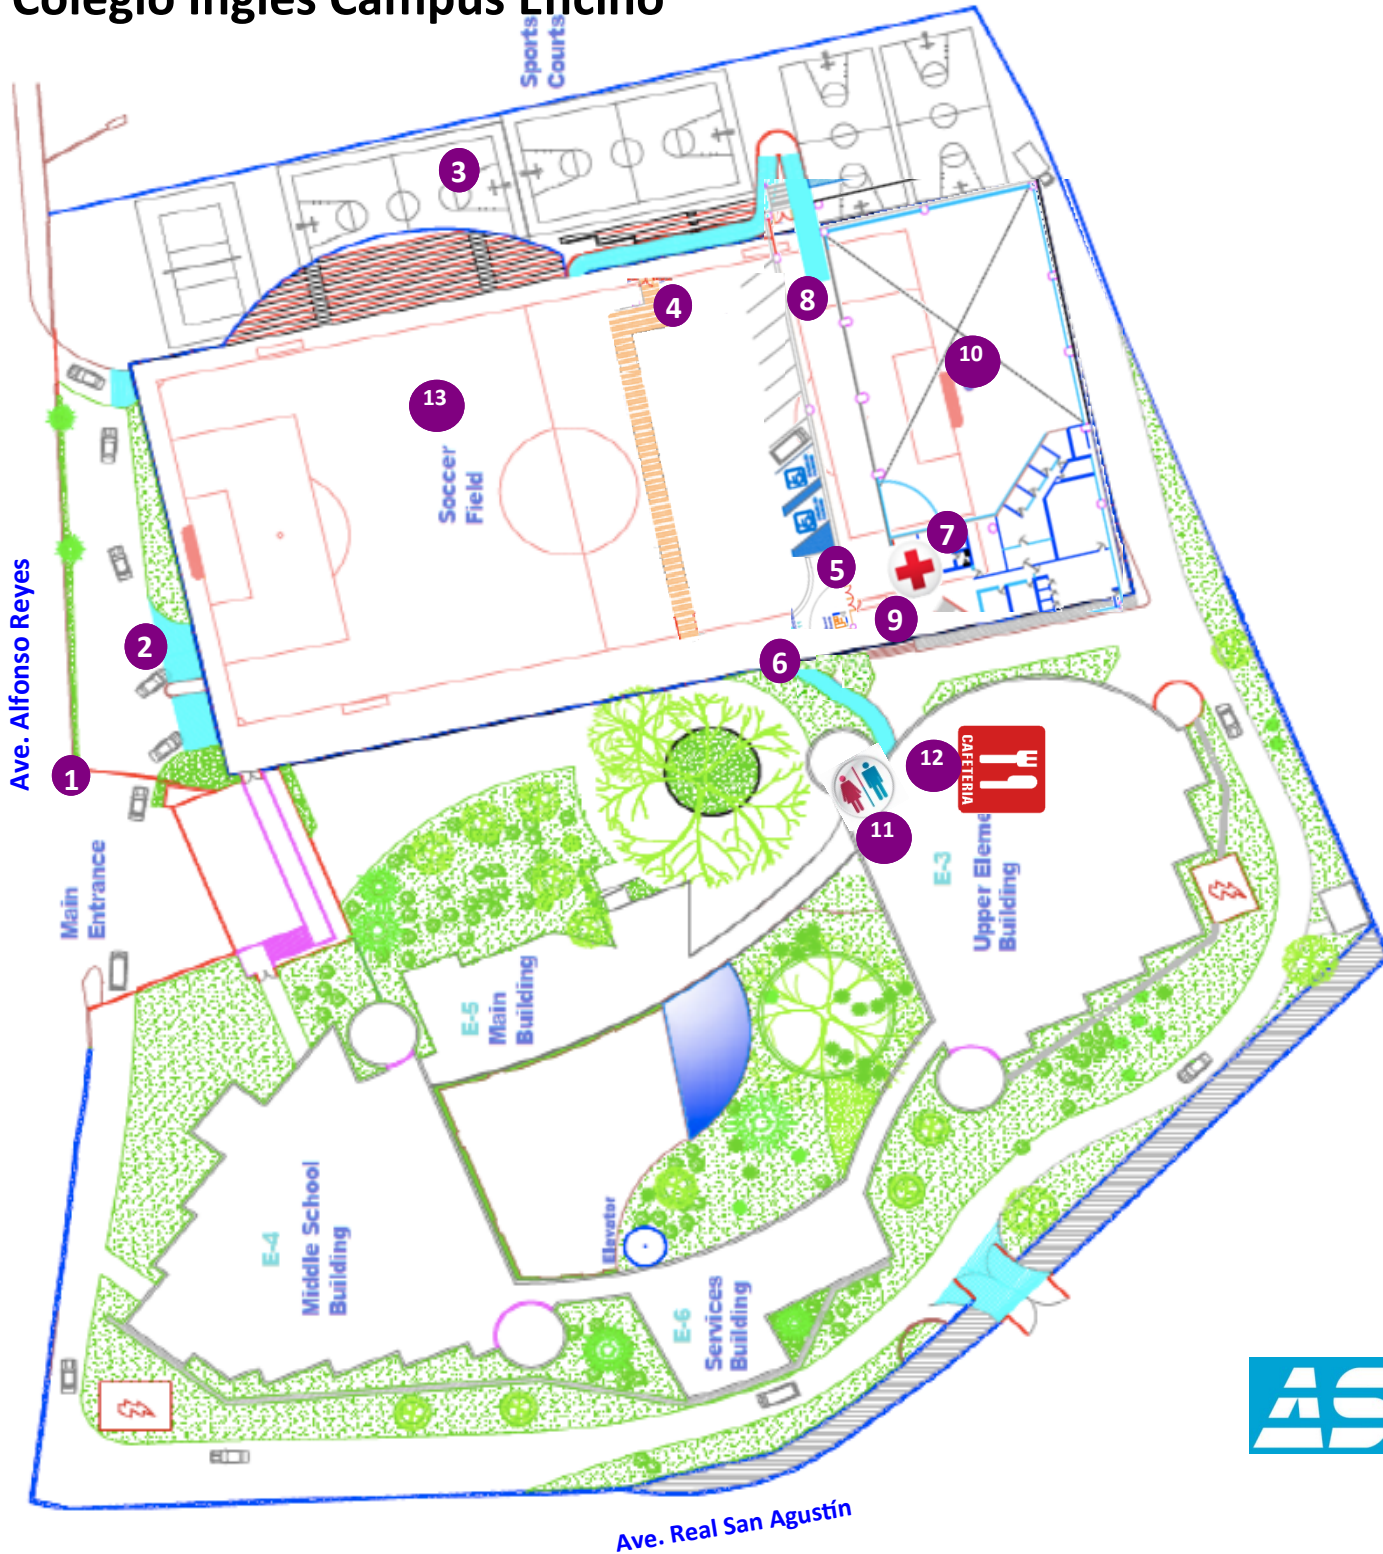 Colegio Inglés Campus Encino
Sports
Courts
3
4
8
10
13
Soccer
Field
7
5
9
2
6
Ave. Alfonso Reyes
1
12
CAFETERIA
11
Main
Entrance
E-3
Upper Eleme
Building
E-5
Main
Building
E-4
Middle School
Building
Elevator
E-6
Services
Building
AS
Ave. Real San Agustín